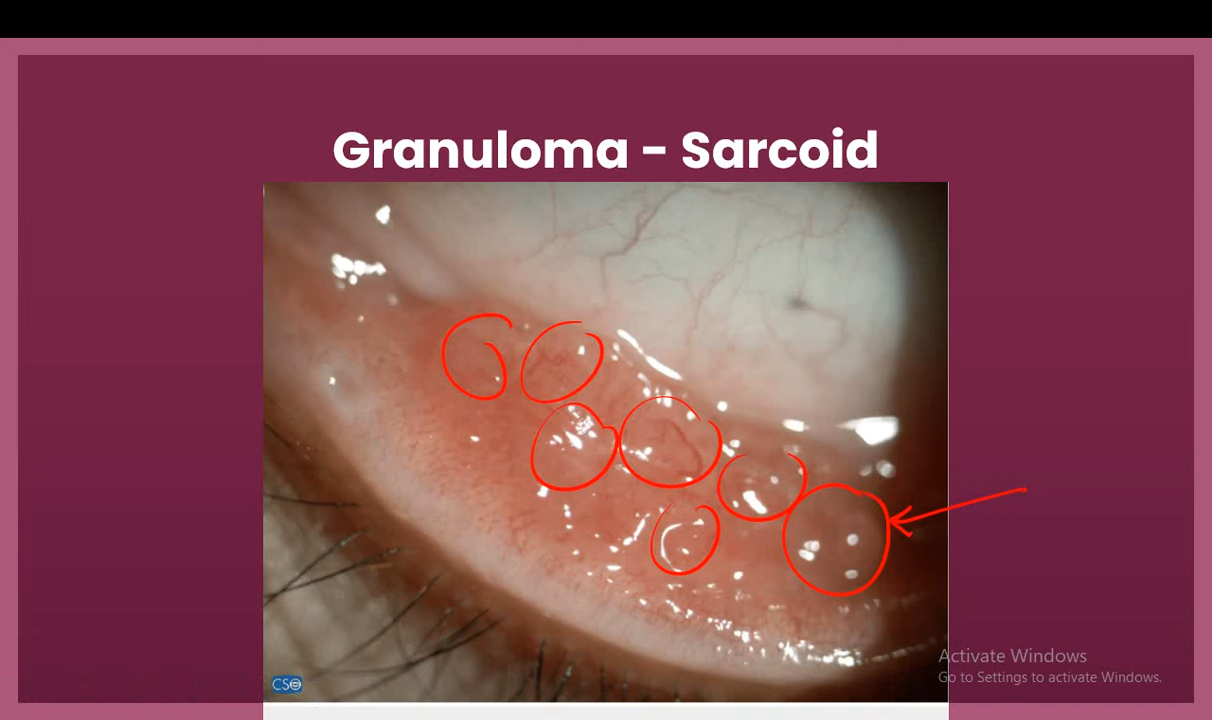 Granuloma - Sarcoid
Activate Windows
Go to Settings to activate Windows.
CSO